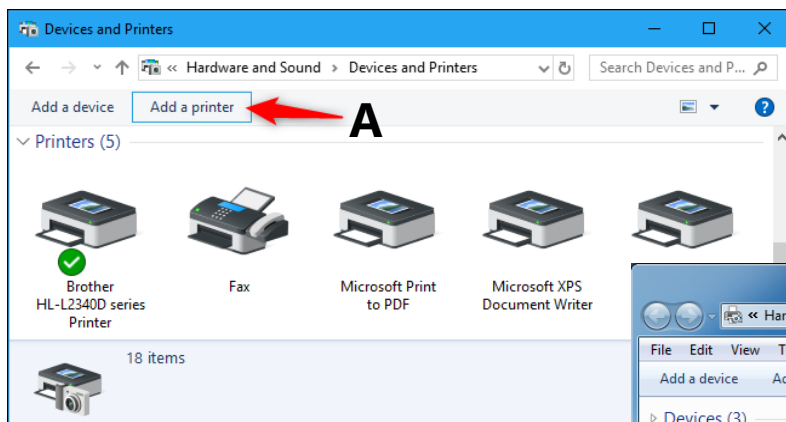 Devices and Printers
« Hardware and Sound > Devices and Printers
Search Devices and P...
Add a device
Add a printer
A
Printers (5)
Brother
HL-L2340D series
Printer
Fax
Microsoft Print
to PDF
Microsoft XPS
Document Writer
18 items
« Har
File Edit View T
Add a device
Devices (3)